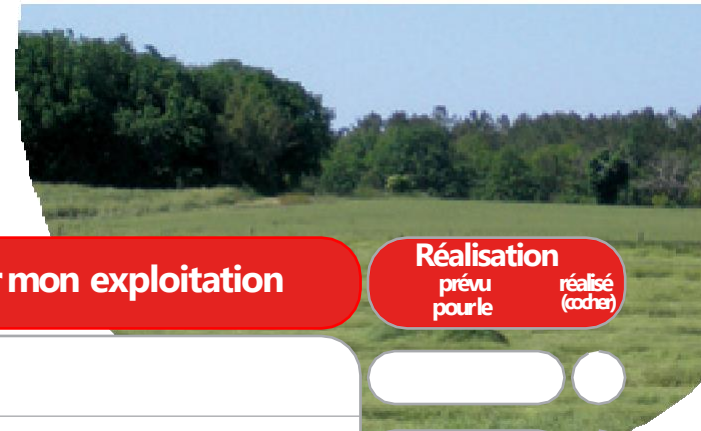 mon exploitation
Réalisation
prévu
pour le
réalisé
(cocher)